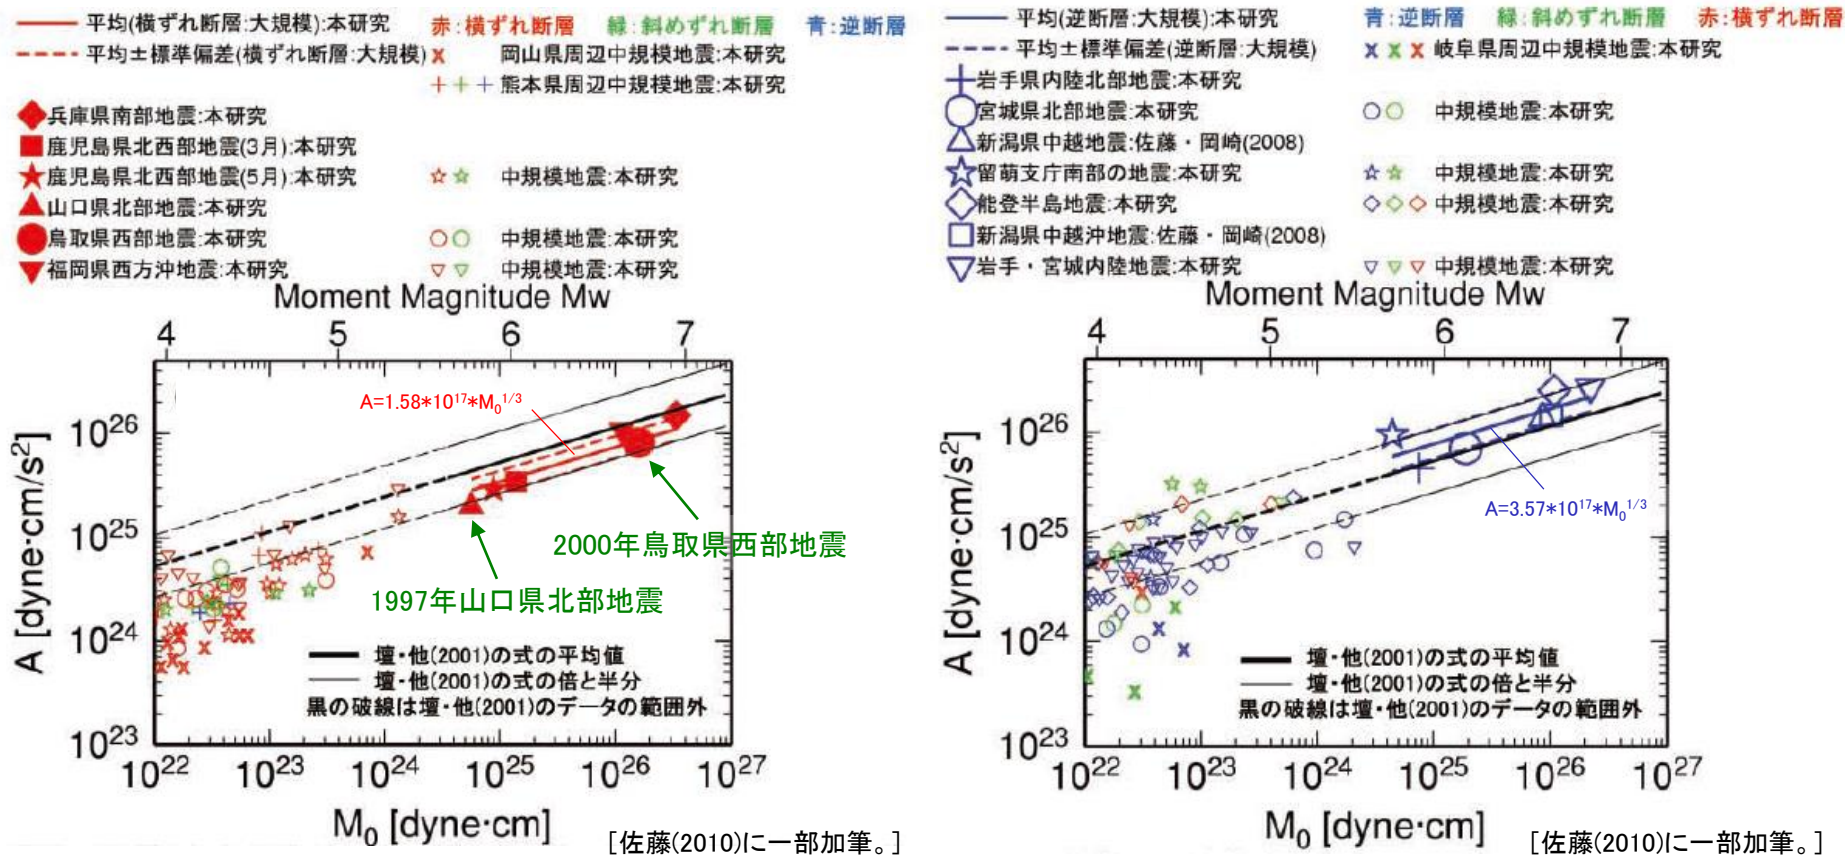 平均(横ずれ断層:大規模):本研究
赤:横ずれ断層 緑:斜めずれ断層 青:逆断層
平均±標準偏差(横ずれ断層:大規模)
岡山県周辺中規模地震:本研究
熊本県周辺中規模地震:本研究
兵庫県南部地震:本研究
鹿児島県北西部地震(3月):本研究
鹿児島県北西部地震(5月):本研究
中規模地震:本研究
山口県北部地震:本研究
鳥取県西部地震:本研究
中規模地震:本研究
福岡県西方沖地震:本研究
中規模地震:本研究
Moment Magnitude Mw
4 5 6 7
A=1.58*10^17*M₀^1/3
10^26
10^25
10^24
10^23
A [dyne·cm/s²]
2000年鳥取県西部地震
1997年山口県北部地震
壇・他(2001)の式の平均値
壇・他(2001)の式の倍と半分
黒の破線は壇・他(2001)のデータの範囲外
10^22 10^23 10^24 10^25 10^26 10^27
M₀ [dyne·cm]
[佐藤(2010)に一部加筆。]
平均(逆断層:大規模):本研究
青:逆断層 緑:斜めずれ断層 赤:横ずれ断層
平均±標準偏差(逆断層:大規模)
岐阜県周辺中規模地震:本研究
岩手県内陸北部地震:本研究
宮城県北部地震:本研究
中規模地震:本研究
新潟県中越地震:佐藤・岡崎(2008)
留萌支庁南部の地震:本研究
中規模地震:本研究
能登半島地震:本研究
中規模地震:本研究
新潟県中越沖地震:佐藤・岡崎(2008)
岩手・宮城内陸地震:本研究
中規模地震:本研究
Moment Magnitude Mw
4 5 6 7
10^26
10^25
10^24
10^23
A [dyne·cm/s²]
A=3.57*10^17*M₀^1/3
壇・他(2001)の式の平均値
壇・他(2001)の式の倍と半分
黒の破線は壇・他(2001)のデータの範囲外
10^22 10^23 10^24 10^25 10^26 10^27
M₀ [dyne·cm]
[佐藤(2010)に一部加筆。]